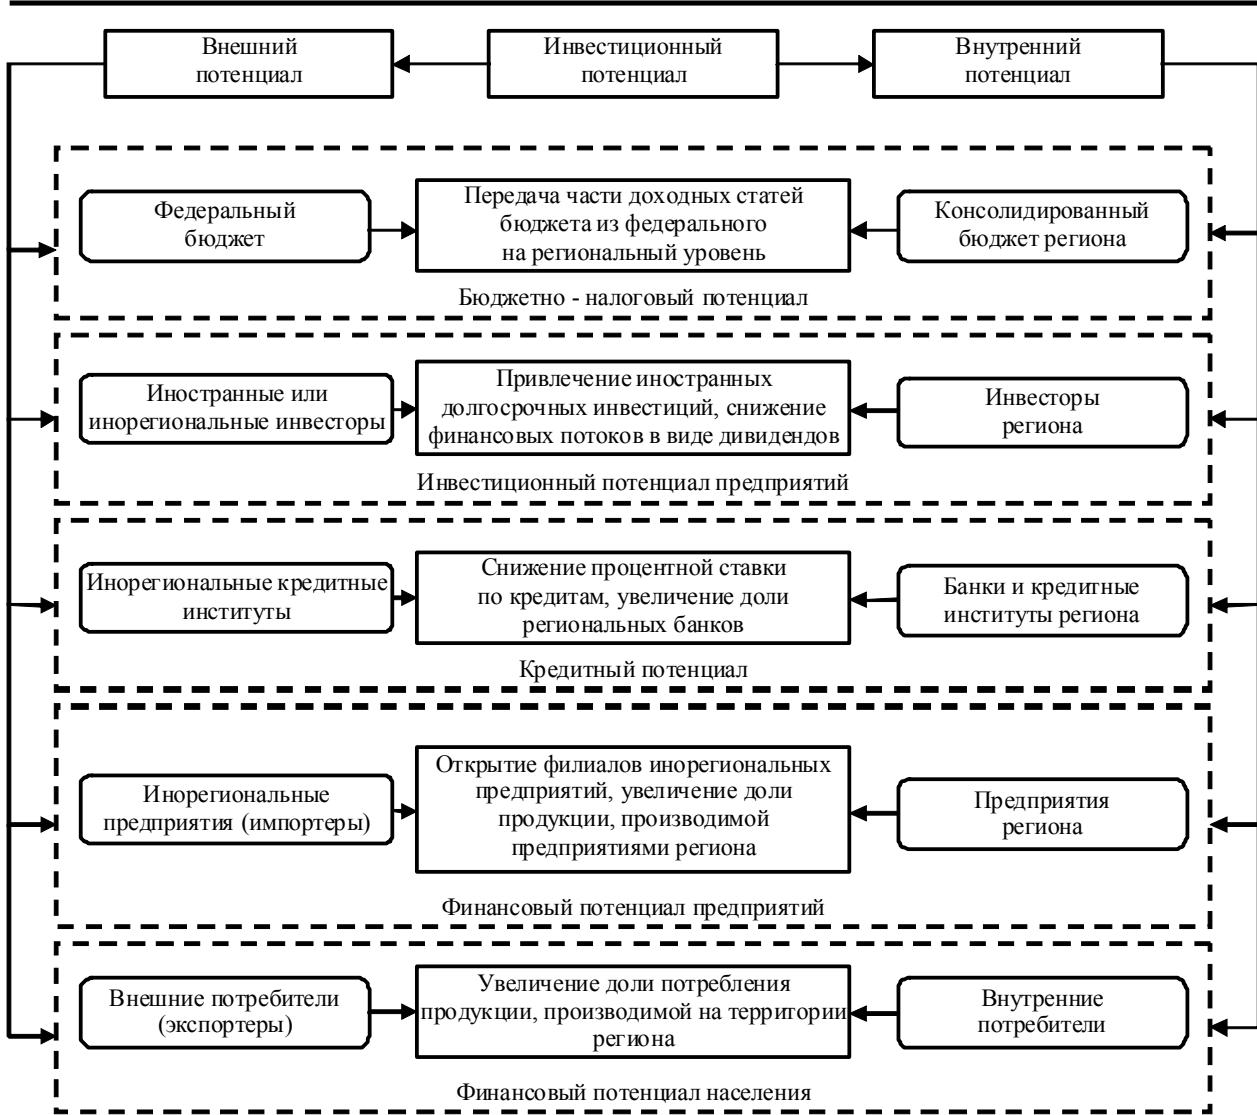 Внешний
потенциал
Инвестиционный
потенциал
Внутренний
потенциал
Федеральный
бюджет
Передача части доходных статей
бюджета из федерального
на региональный уровень
Консолидированный
бюджет региона
Бюджетно - налоговый потенциал
Иностранные или
инорегиональные инвесторы
Привлечение иностранных
долгосрочных инвестиций, снижение
финансовых потоков в виде дивидендов
Инвесторы
региона
Инвестиционный потенциал предприятий
Инорегиональные кредитные
институты
Снижение процентной ставки
по кредитам, увеличение доли
региональных банков
Банки и кредитные
институты региона
Кредитный потенциал
Инорегиональные
предприятия (импортеры)
Открытие филиалов инорегиональных
предприятий, увеличение доли
продукции, производимой
предприятиями региона
Предприятия
региона
Финансовый потенциал предприятий
Внешние потребители
(экспортеры)
Увеличение доли потребления
продукции, производимой на территории
региона
Внутренние
потребители
Финансовый потенциал населения